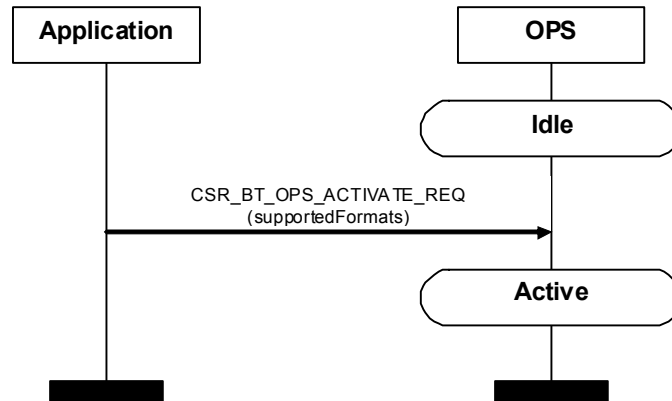 Application
OPS
Idle
CSR_BT_OPS_ACTIVATE_REQ
(supportedFormats)
Active